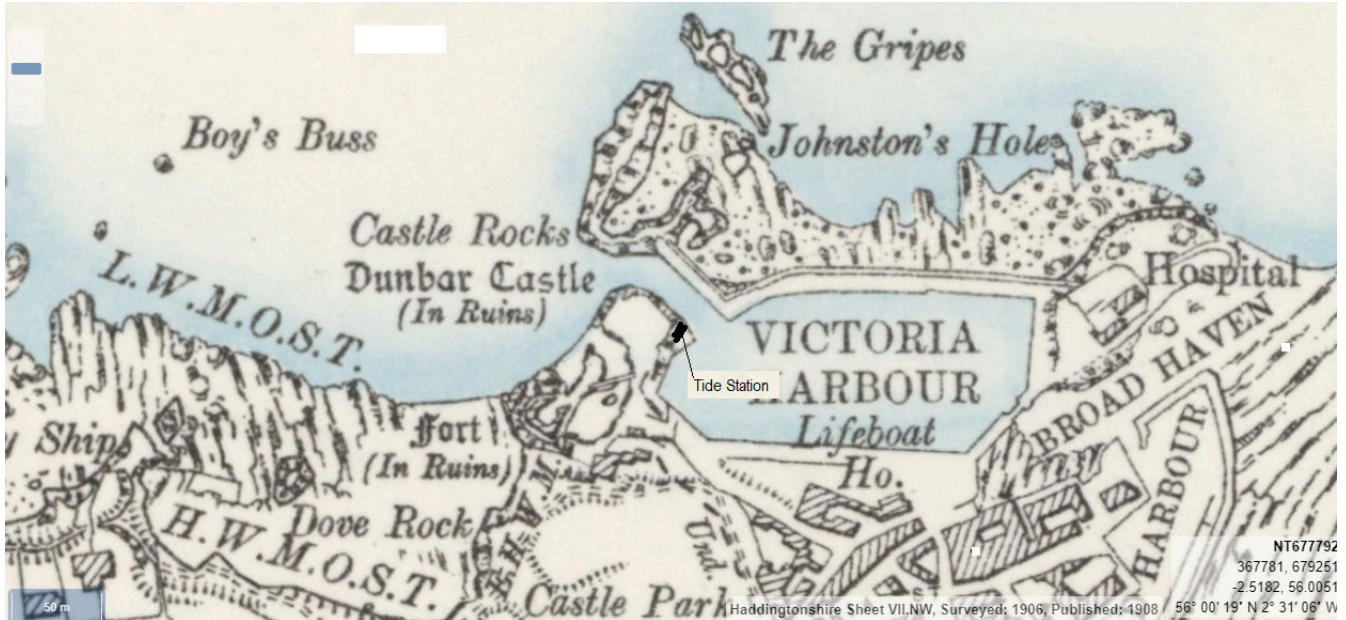 The Gripes
Boy's Buss
Johnston's Hole
Castle Rocks
Dunbar Castle
(In Ruins)
L.W.M.O.S.T.
Hospital
VICTORIA
HARBOUR
Tide Station
Lifeboat
Ho.
BROAD HAVEN
HARBOUR
Fort
(In Ruins)
Ship
Dove Rock
H.W.M.O.S.T.
H.W.M.
Und.
Castle Park
50 m
NT677792
367781, 679251
-2.5182, 56.0051
Haddingtonshire Sheet VII.NW, Surveyed: 1906, Published: 1908
56° 00' 19" N 2° 31' 06" W